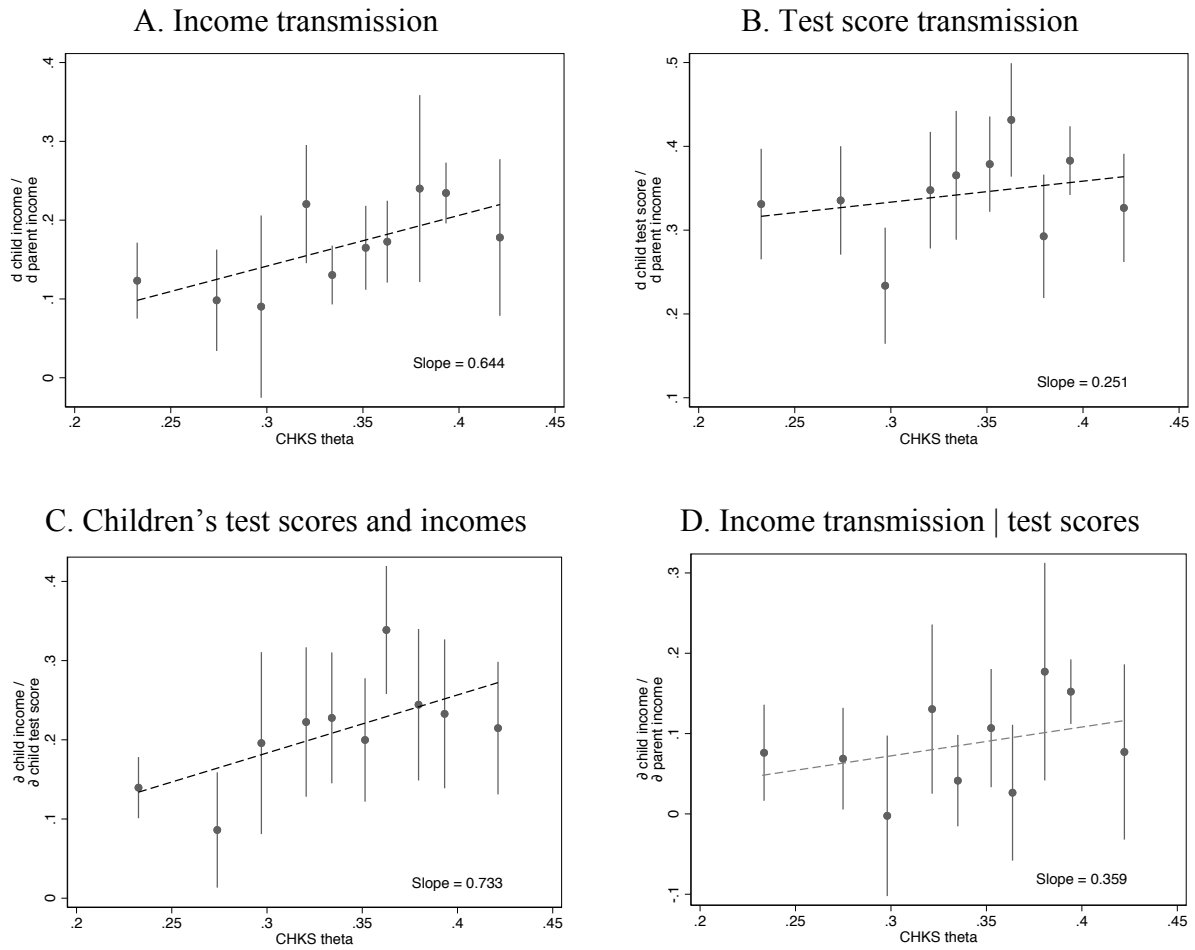 A. Income transmission
d child income /
d parent income
.4
.3
.2
.1
0
Slope = 0.644
.2 .25 .3 .35 .4 .45
CHKS theta
B. Test score transmission
d child test score /
d parent income
.5
.4
.3
.2
.1
Slope = 0.251
.2 .25 .3 .35 .4 .45
CHKS theta
C. Children’s test scores and incomes
∂ child income /
∂ child test score
.4
.3
.2
.1
0
Slope = 0.733
.2 .25 .3 .35 .4 .45
CHKS theta
D. Income transmission | test scores
∂ child income /
∂ parent income
.3
.2
.1
0
-.1
Slope = 0.359
.2 .25 .3 .35 .4 .45
CHKS theta